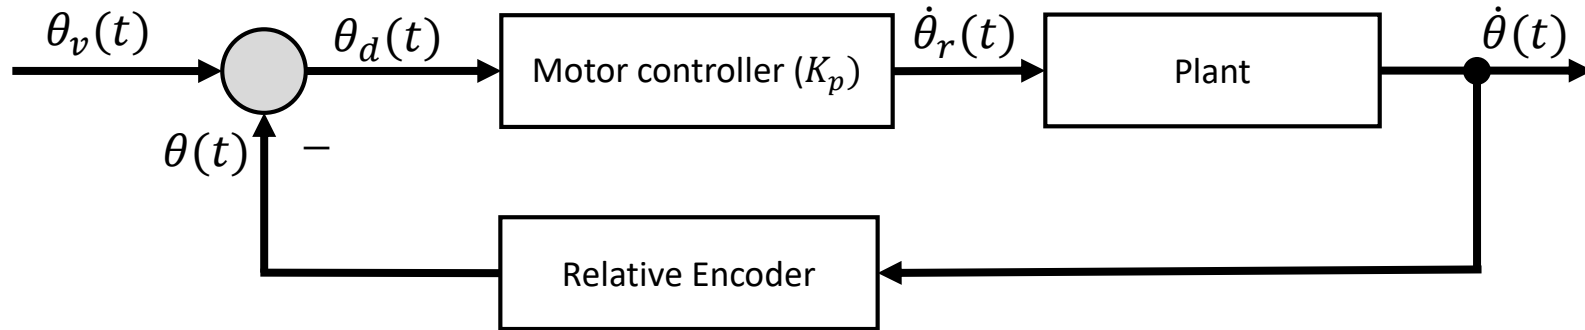 θ_v(t)
θ_d(t)
Motor controller (K_p)
θ̇_r(t)
Plant
θ̇(t)
θ(t)
−
Relative Encoder